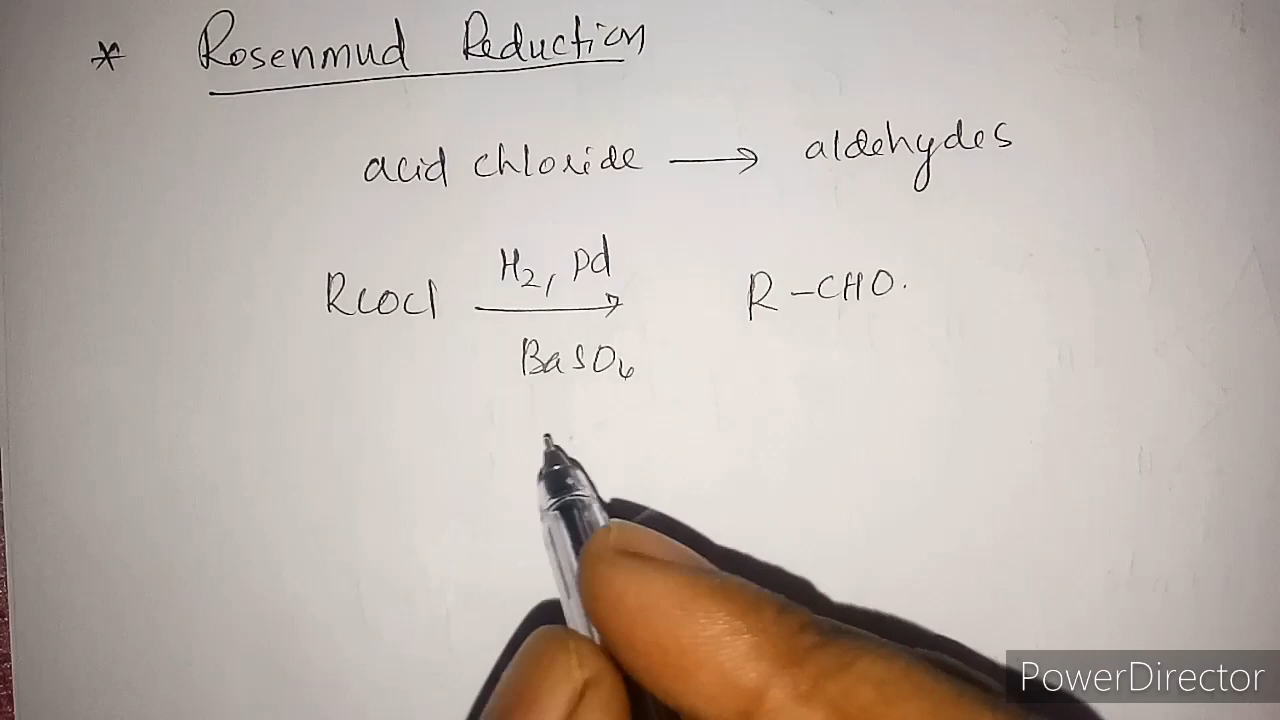 * Rosenmud Reduction
acid chloride → aldehydes
RCOCl H2, Pd → R-CHO.
BaSO4
PowerDirector